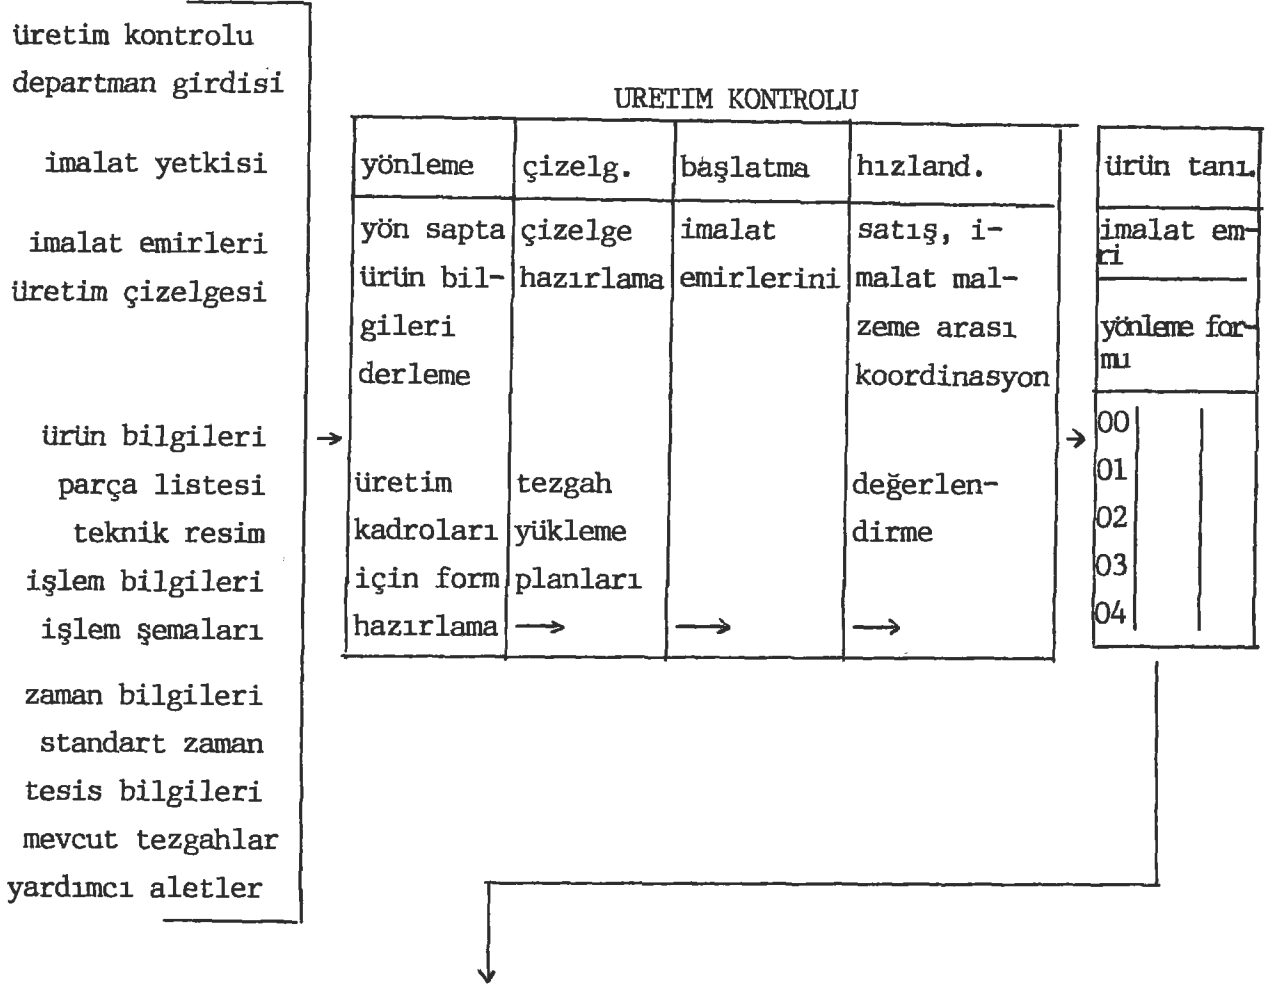 üretim kontrolu
departman girdisi
imalat yetkisi
imalat emirleri
üretim çizelgesi
ürün bilgileri
parça listesi
teknik resim
işlem bilgileri
işlem şemaları
zaman bilgileri
standart zaman
tesis bilgileri
mevcut tezgahlar
yardımcı aletler
URETIM KONTROLU
yönleme
yön sapta
ürün bil-
gileri
derleme
üretim
kadroları
için form
hazırlama
çizelg.
çizelge
hazırlama
tezgah
yükleme
planları
başlatma
imalat
emirlerini
hızland.
satış, i-
malat mal-
zeme arası
koordinasyon
değerlen-
dirme
ürün tanı.
imalat em-
ri
yönleme for-
mu
00
01
02
03
04